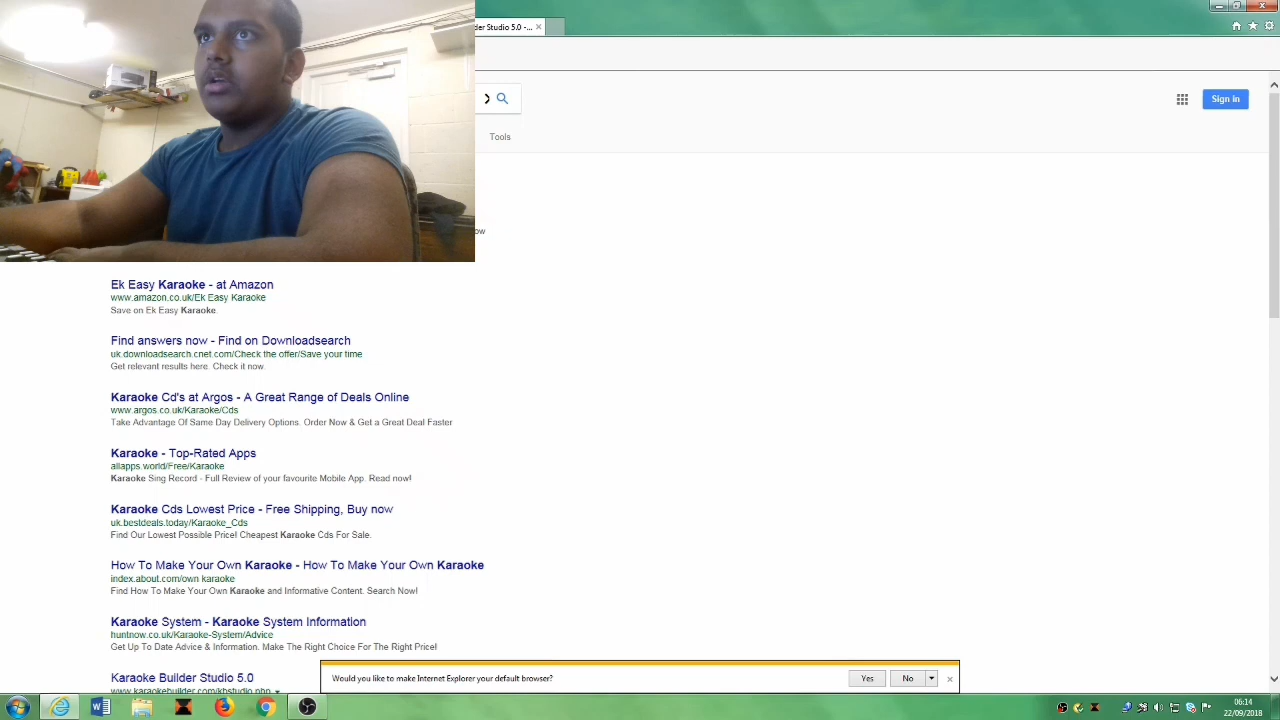 der Studio 5.0 -...
Sign in
Tools
ow
Ek Easy Karaoke - at Amazon
www.amazon.co.uk/Ek Easy Karaoke
Save on Ek Easy Karaoke.
Find answers now - Find on Downloadsearch
uk.downloadsearch.cnet.com/Check the offer/Save your time
Get relevant results here. Check it now.
Karaoke Cd's at Argos - A Great Range of Deals Online
www.argos.co.uk/Karaoke/Cds
Take Advantage Of Same Day Delivery Options. Order Now & Get a Great Deal Faster
Karaoke - Top-Rated Apps
allapps.world/Free/Karaoke
Karaoke Sing Record - Full Review of your favourite Mobile App. Read now!
Karaoke Cds Lowest Price - Free Shipping, Buy now
uk.bestdeals.today/Karaoke_Cds
Find Our Lowest Possible Price! Cheapest Karaoke Cds For Sale.
How To Make Your Own Karaoke - How To Make Your Own Karaoke
index.about.com/own karaoke
Find How To Make Your Own Karaoke and Informative Content. Search Now!
Karaoke System - Karaoke System Information
huntnow.co.uk/Karaoke-System/Advice
Get Up To Date Advice & Information. Make The Right Choice For The Right Price!
Karaoke Builder Studio 5.0
www.karaokebuilder.com/kbstudio.php
Would you like to make Internet Explorer your default browser?
Yes
No
06:14
22/09/2018